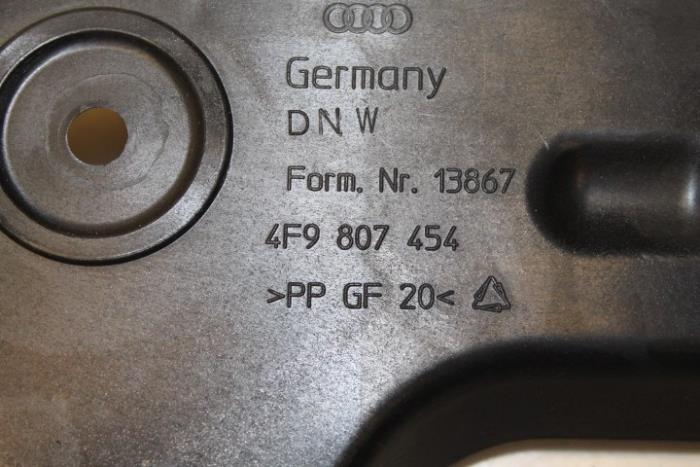 Germany
DNW
Form. Nr. 13867
4F9 807 454
>PP GF 20<